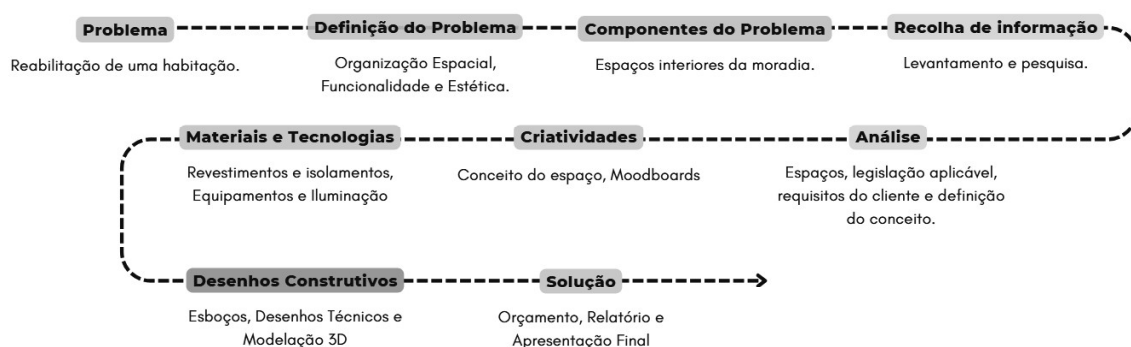 Problema
Reabilitação de uma habitação.
Definição do Problema
Organização Espacial,
Funcionalidade e Estética.
Componentes do Problema
Espaços interiores da moradia.
Recolha de informação
Levantamento e pesquisa.
Análise
Espaços, legislação aplicável,
requisitos do cliente e definição
do conceito.
Criatividades
Conceito do espaço, Moodboards
Materiais e Tecnologias
Revestimentos e isolamentos,
Equipamentos e Iluminação
Desenhos Construtivos
Esboços, Desenhos Técnicos e
Modelação 3D
Solução
Orçamento, Relatório e
Apresentação Final